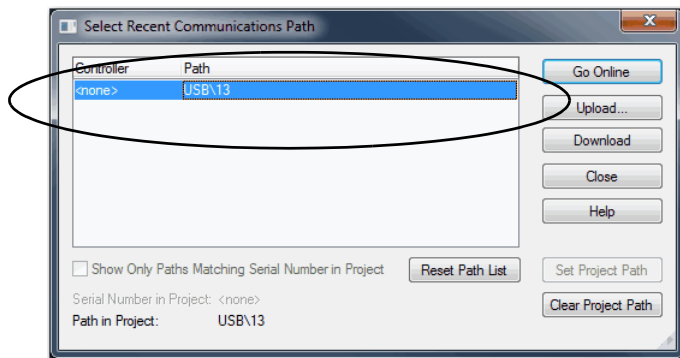 Select Recent Communications Path
Controller Path
<none> USB\13
Go Online
Upload...
Download
Close
Help
Show Only Paths Matching Serial Number in Project
Reset Path List
Set Project Path
Serial Number in Project: <none>
Clear Project Path
Path in Project: USB\13